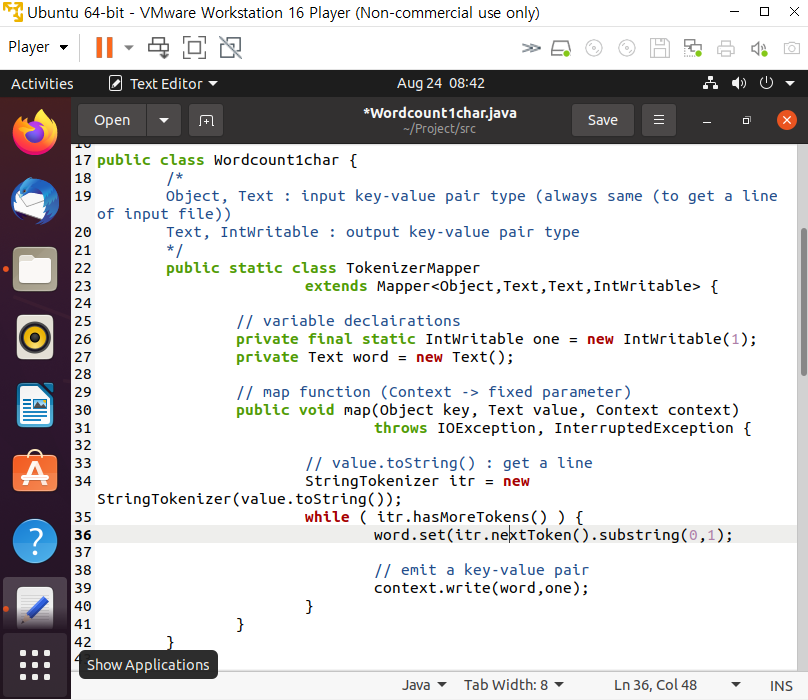 Ubuntu 64-bit - VMware Workstation 16 Player (Non-commercial use only)
Player
Activities
Text Editor
Aug 24 08:42
Open
*Wordcount1char.java
~/Project/src
Save
16
17 public class Wordcount1char {
18 /*
19 Object, Text : input key-value pair type (always same (to get a line
of input file))
20 Text, IntWritable : output key-value pair type
21 */
22 public static class TokenizerMapper
23 extends Mapper<Object,Text,Text,IntWritable> {
24
25 // variable declairations
26 private final static IntWritable one = new IntWritable(1);
27 private Text word = new Text();
28
29 // map function (Context -> fixed parameter)
30 public void map(Object key, Text value, Context context)
31 throws IOException, InterruptedException {
32
33 // value.toString() : get a line
34 StringTokenizer itr = new
StringTokenizer(value.toString());
35 while ( itr.hasMoreTokens() ) {
36 word.set(itr.nextToken().substring(0,1);
37
38 // emit a key-value pair
39 context.write(word,one);
40 }
41 }
42 }
Show Applications
Java
Tab Width: 8
Ln 36, Col 48
INS